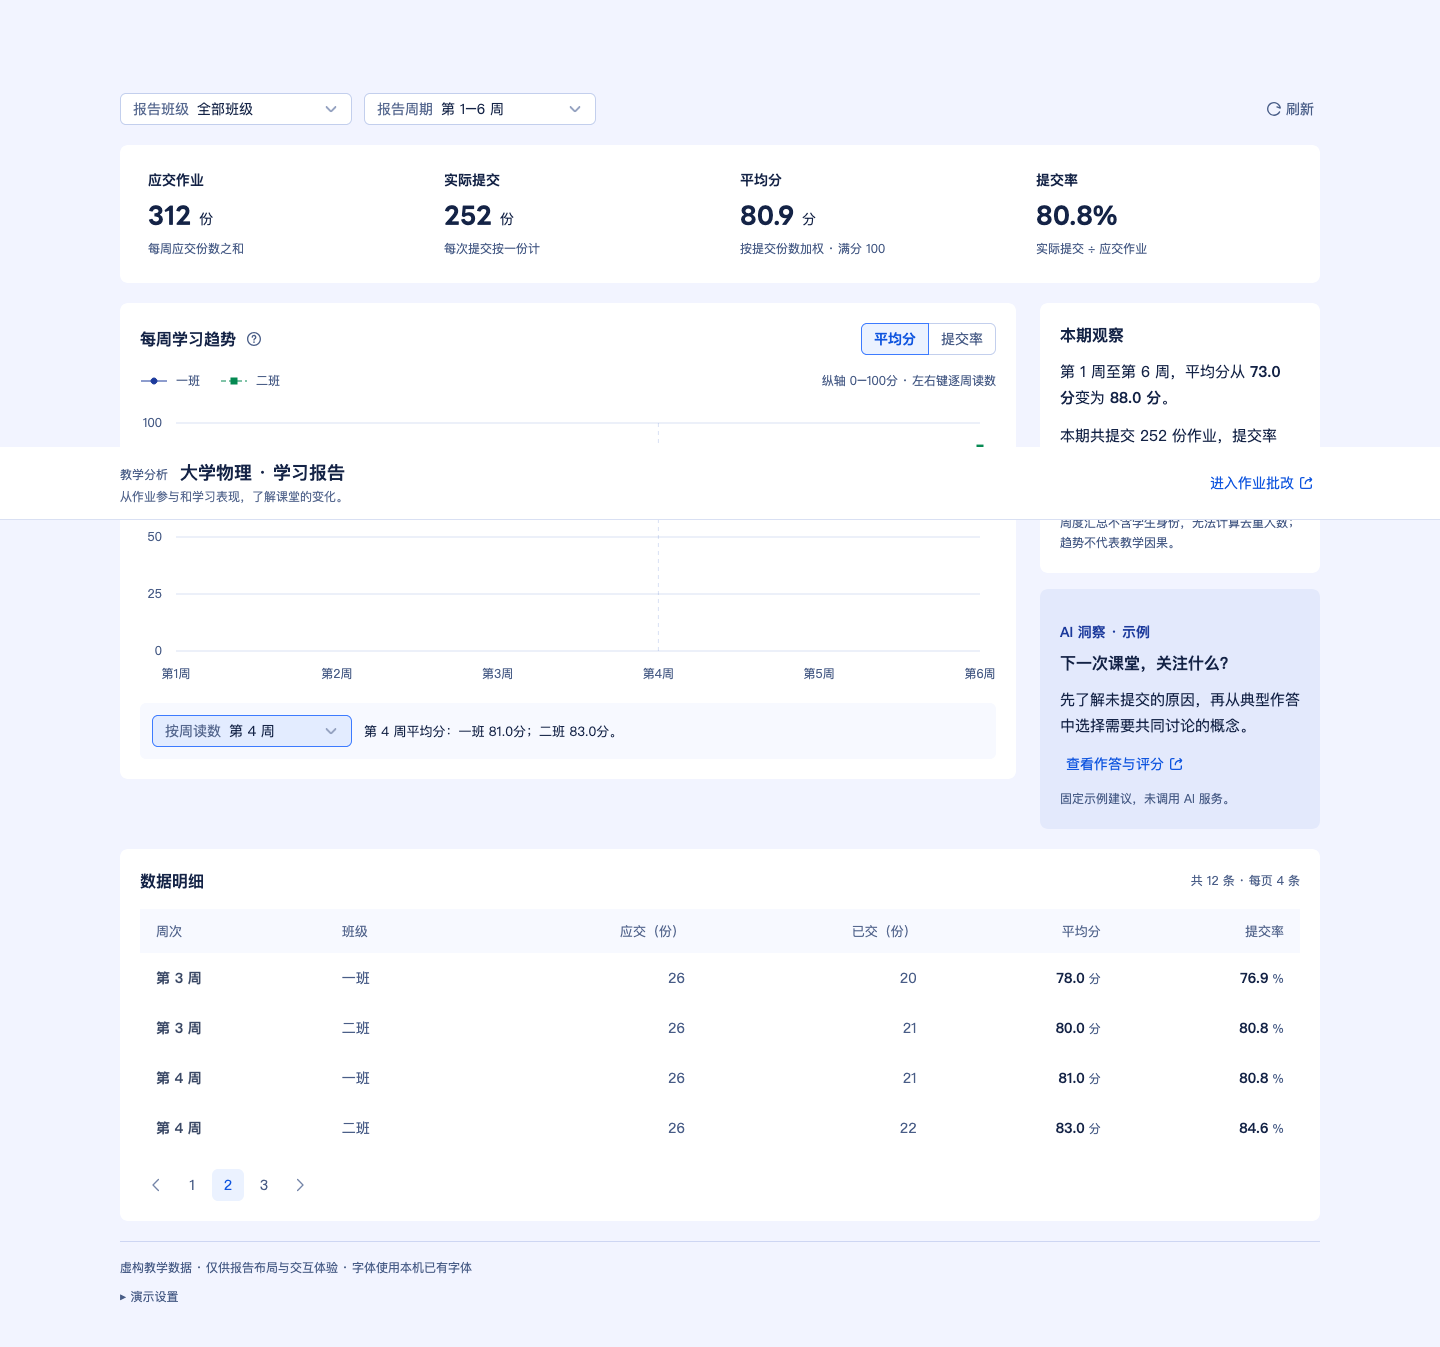 报告班级 全部班级
报告周期 第 1–6 周
刷新
应交作业
312 份
每周应交份数之和
实际提交
252 份
每次提交按一份计
平均分
80.9 分
按提交份数加权 · 满分 100
提交率
80.8%
实际提交 ÷ 应交作业
每周学习趋势
平均分
提交率
一班
二班
纵轴 0–100分 · 左右键逐周读数
100
本期观察
第 1 周至第 6 周，平均分从 73.0
分变为 88.0 分。
本期共提交 252 份作业，提交率
教学分析 大学物理 · 学习报告
从作业参与和学习表现，了解课堂的变化。
进入作业批改
50
25
0
第1周
第2周
第3周
第4周
第5周
第6周
按周读数 第 4 周
第 4 周平均分：一班 81.0分；二班 83.0分。
周度汇总不含学生身份，无法计算去重人数；
趋势不代表教学因果。
AI 洞察 · 示例
下一次课堂，关注什么？
先了解未提交的原因，再从典型作答
中选择需要共同讨论的概念。
查看作答与评分
固定示例建议，未调用 AI 服务。
数据明细
共 12 条 · 每页 4 条
周次 班级 应交（份） 已交（份） 平均分 提交率
第 3 周 一班 26 20 78.0 分 76.9 %
第 3 周 二班 26 21 80.0 分 80.8 %
第 4 周 一班 26 21 81.0 分 80.8 %
第 4 周 二班 26 22 83.0 分 84.6 %
1 2 3
虚构教学数据 · 仅供报告布局与交互体验 · 字体使用本机已有字体
演示设置